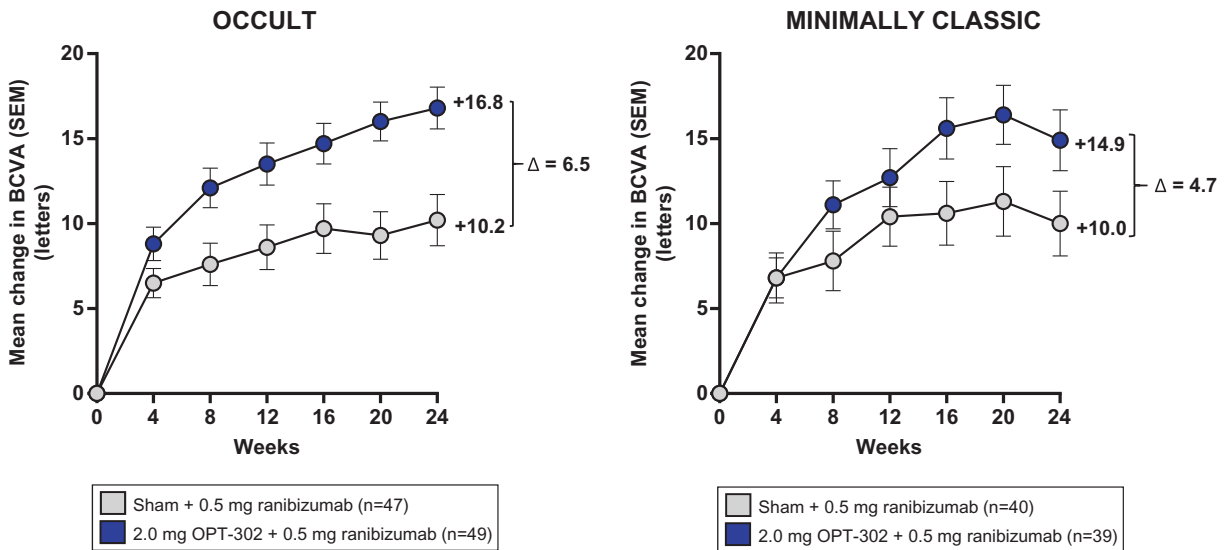 OCCULT
Mean change in BCVA (SEM)
(letters)
20
15
10
5
0
0 4 8 12 16 20 24
Weeks
+16.8
+10.2
Δ = 6.5
Sham + 0.5 mg ranibizumab (n=47)
2.0 mg OPT-302 + 0.5 mg ranibizumab (n=49)
MINIMALLY CLASSIC
Mean change in BCVA (SEM)
(letters)
20
15
10
5
0
0 4 8 12 16 20 24
Weeks
+14.9
+10.0
Δ = 4.7
Sham + 0.5 mg ranibizumab (n=40)
2.0 mg OPT-302 + 0.5 mg ranibizumab (n=39)